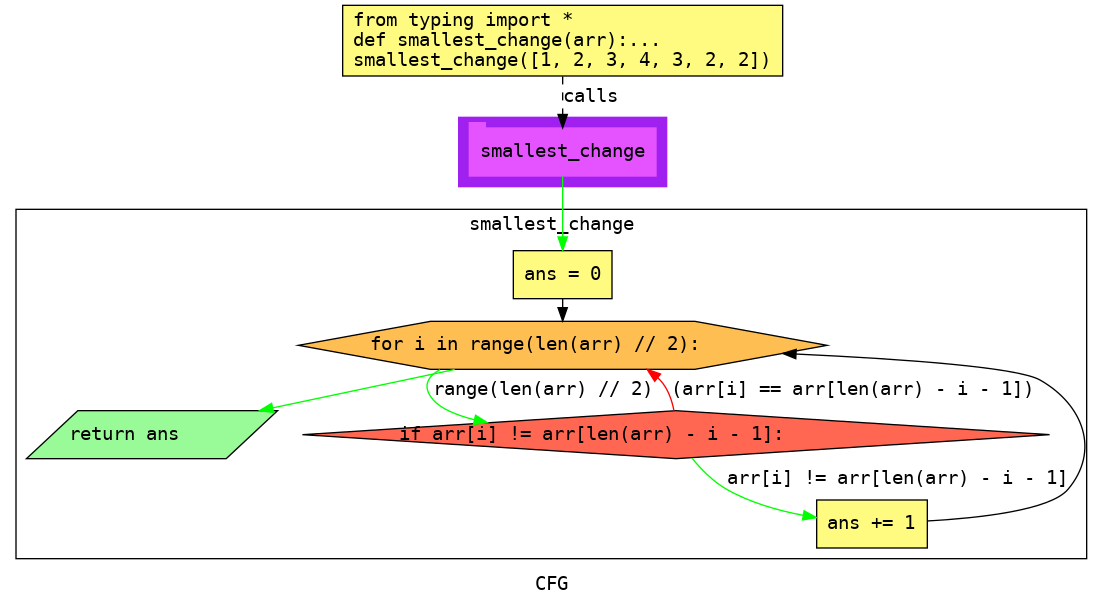 from typing import *
def smallest_change(arr):...
smallest_change([1, 2, 3, 4, 3, 2, 2])
calls
smallest_change
smallest_change
ans = 0
for i in range(len(arr) // 2):
range(len(arr) // 2)
(arr[i] == arr[len(arr) - i - 1])
return ans
if arr[i] != arr[len(arr) - i - 1]:
arr[i] != arr[len(arr) - i - 1]
ans += 1
CFG